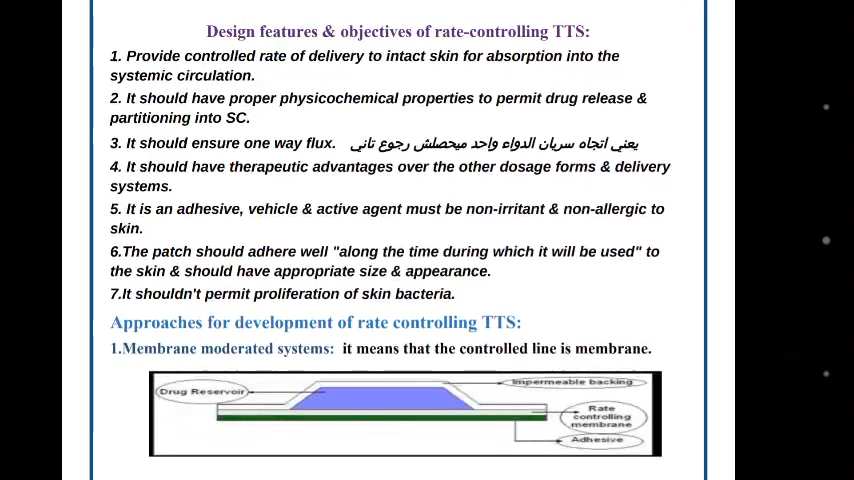 Design features & objectives of rate-controlling TTS:
1. Provide controlled rate of delivery to intact skin for absorption into the
systemic circulation.
2. It should have proper physicochemical properties to permit drug release &
partitioning into SC.
3. It should ensure one way flux. يعني اتجاه سريان الدواء واحد ميحصلش رجوع تاني
4. It should have therapeutic advantages over the other dosage forms & delivery
systems.
5. It is an adhesive, vehicle & active agent must be non-irritant & non-allergic to
skin.
6.The patch should adhere well "along the time during which it will be used" to
the skin & should have appropriate size & appearance.
7.It shouldn't permit proliferation of skin bacteria.
Approaches for development of rate controlling TTS:
1.Membrane moderated systems: it means that the controlled line is membrane.
Impermeable backing
Drug Reservoir
Rate
controlling
membrane
Adhesive